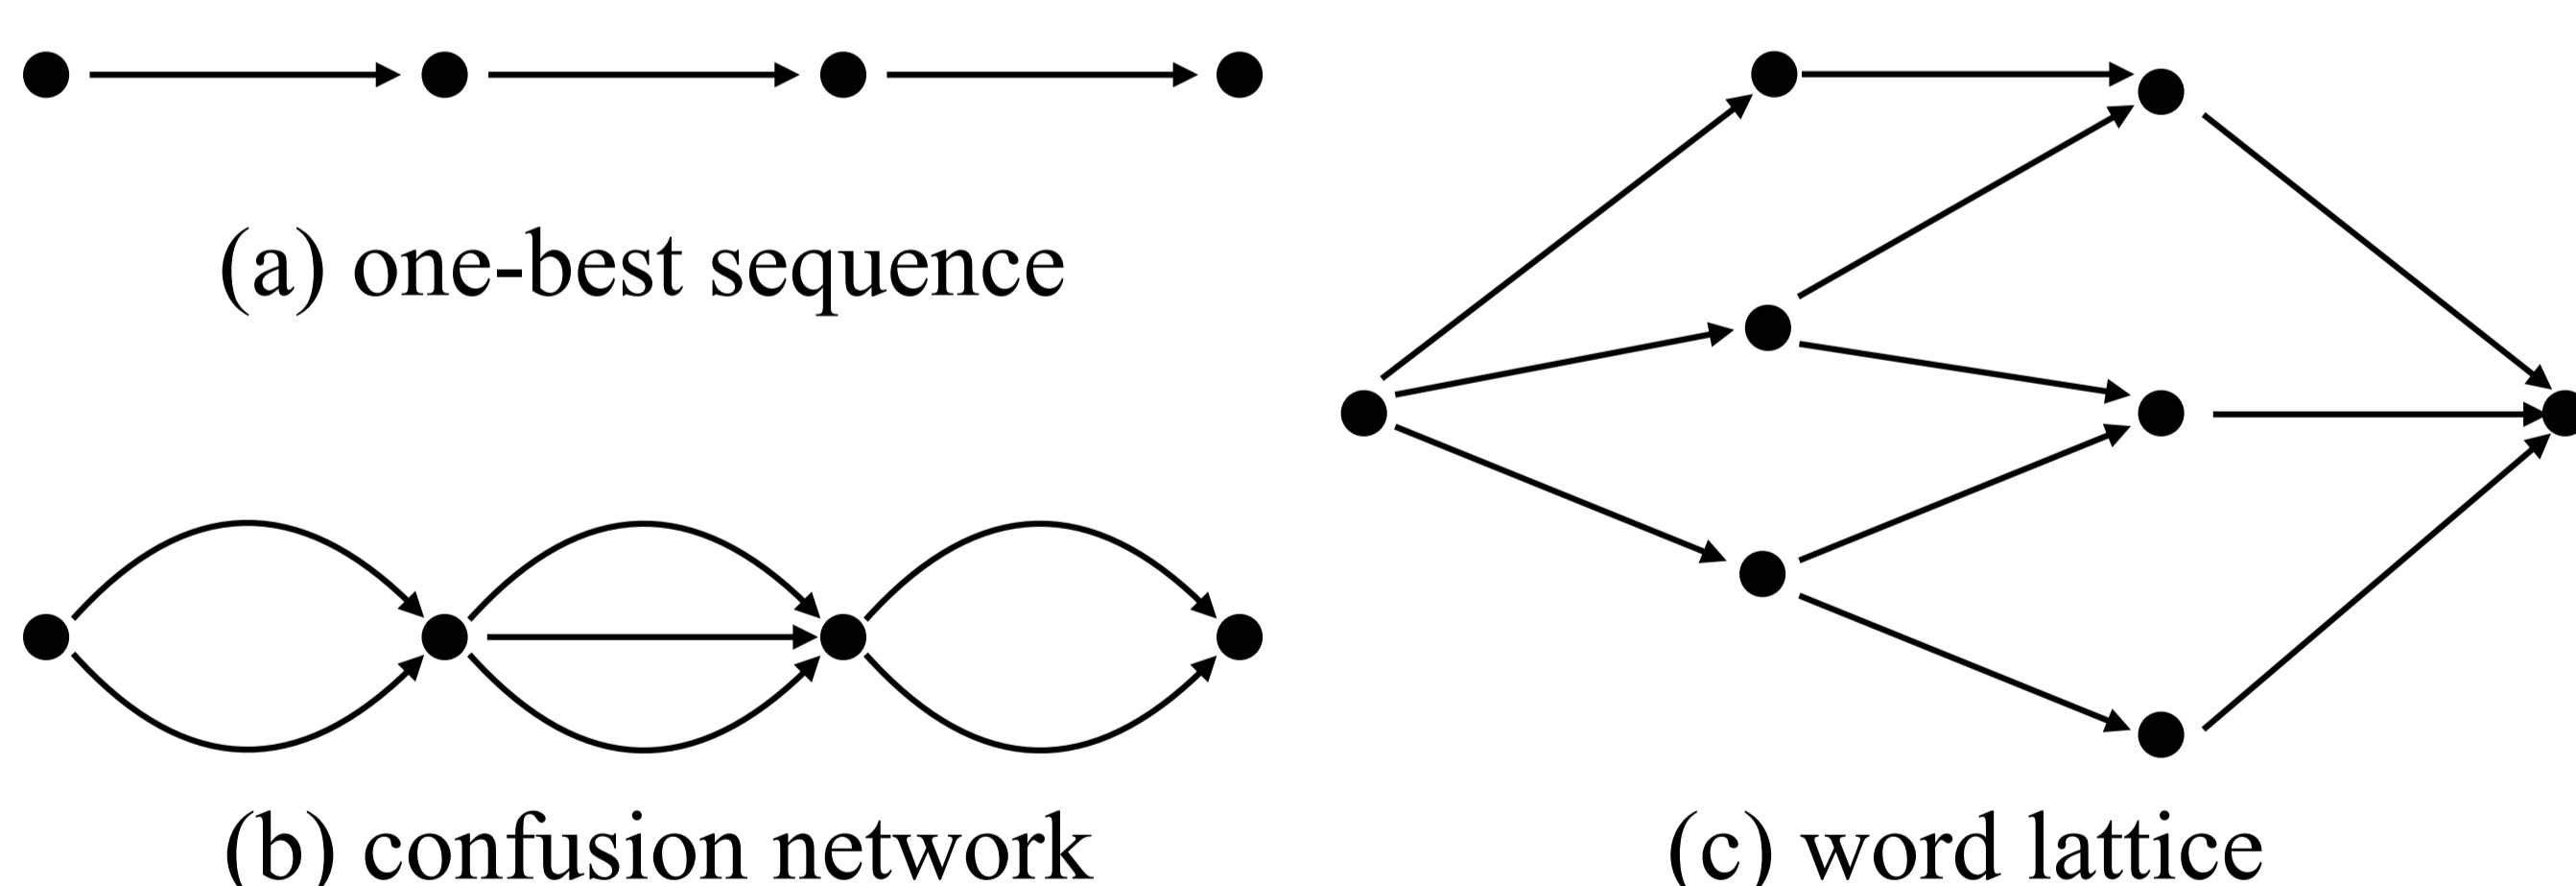 (a) one-best sequence
(b) confusion network
(c) word lattice